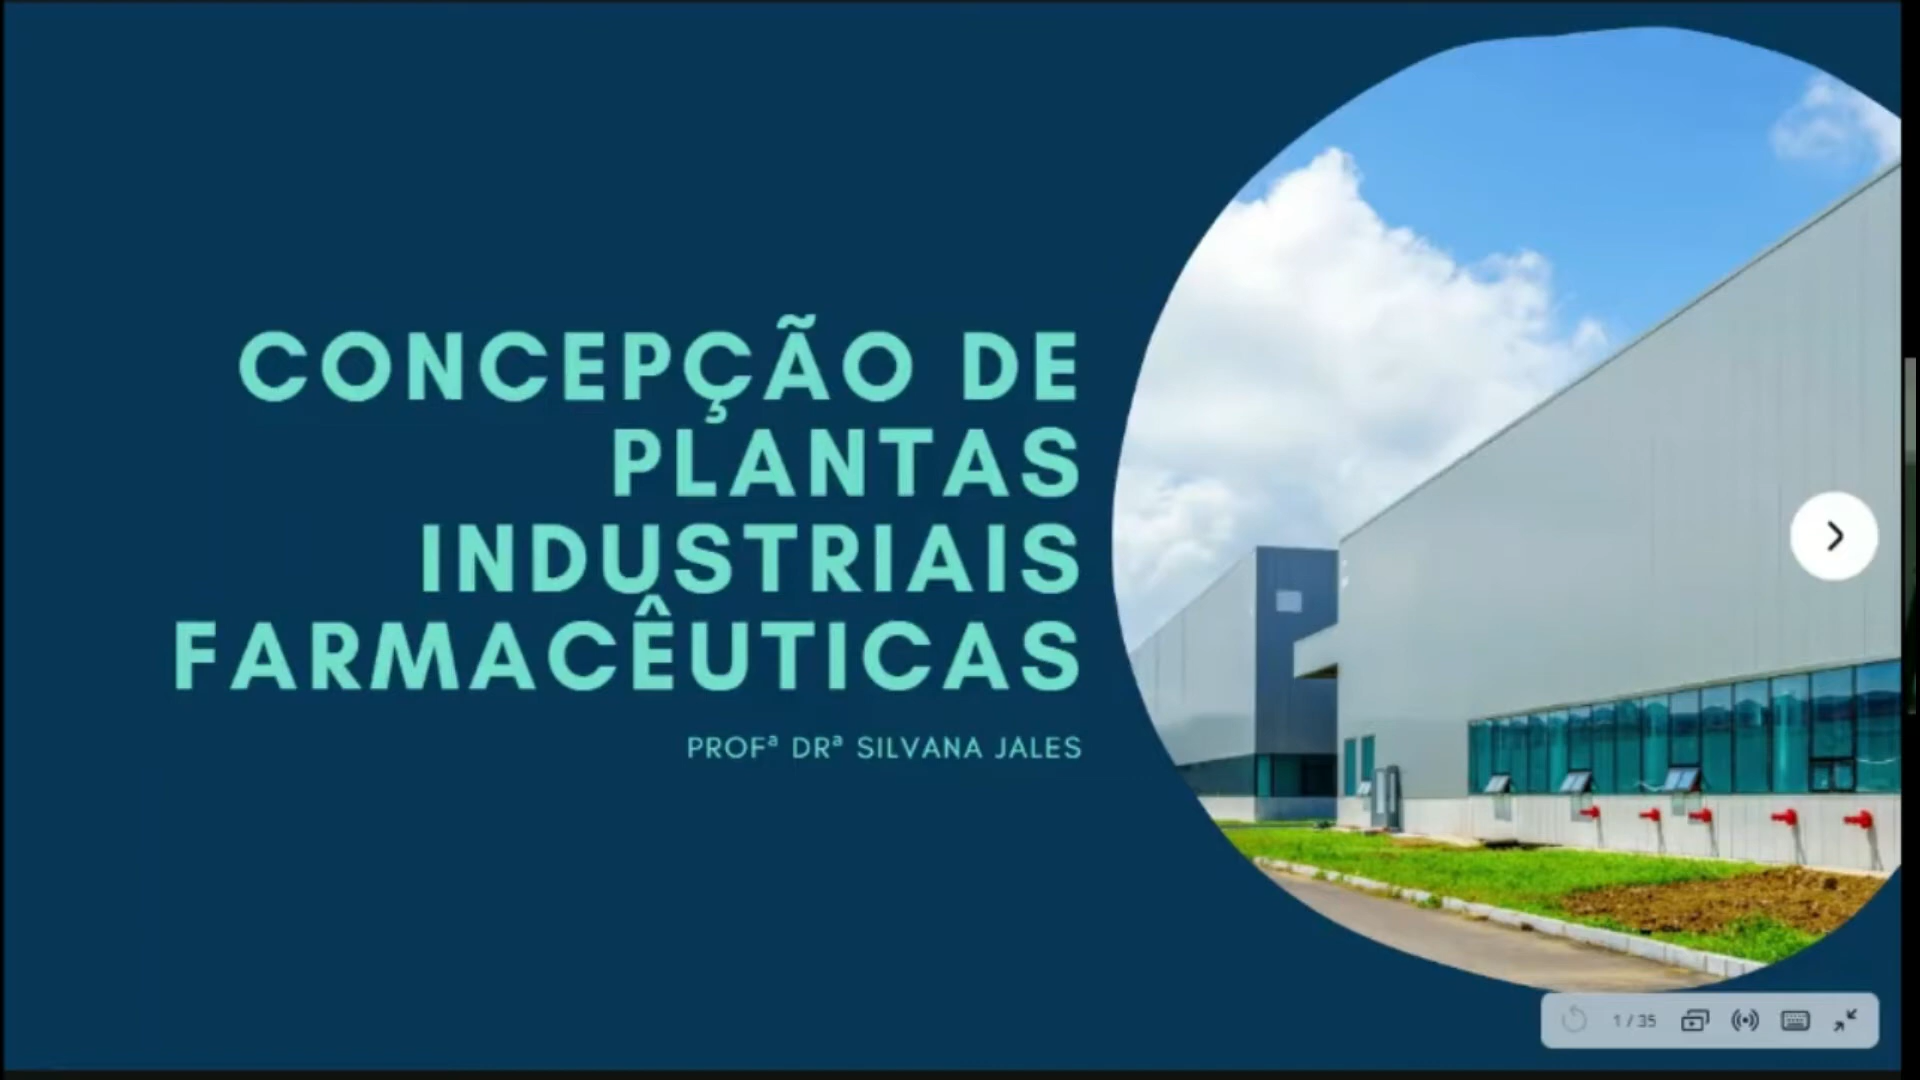 CONCEPÇÃO DE
PLANTAS
INDUSTRIAIS
FARMACÊUTICAS
PROFª DRª SILVANA JALES
1 / 35